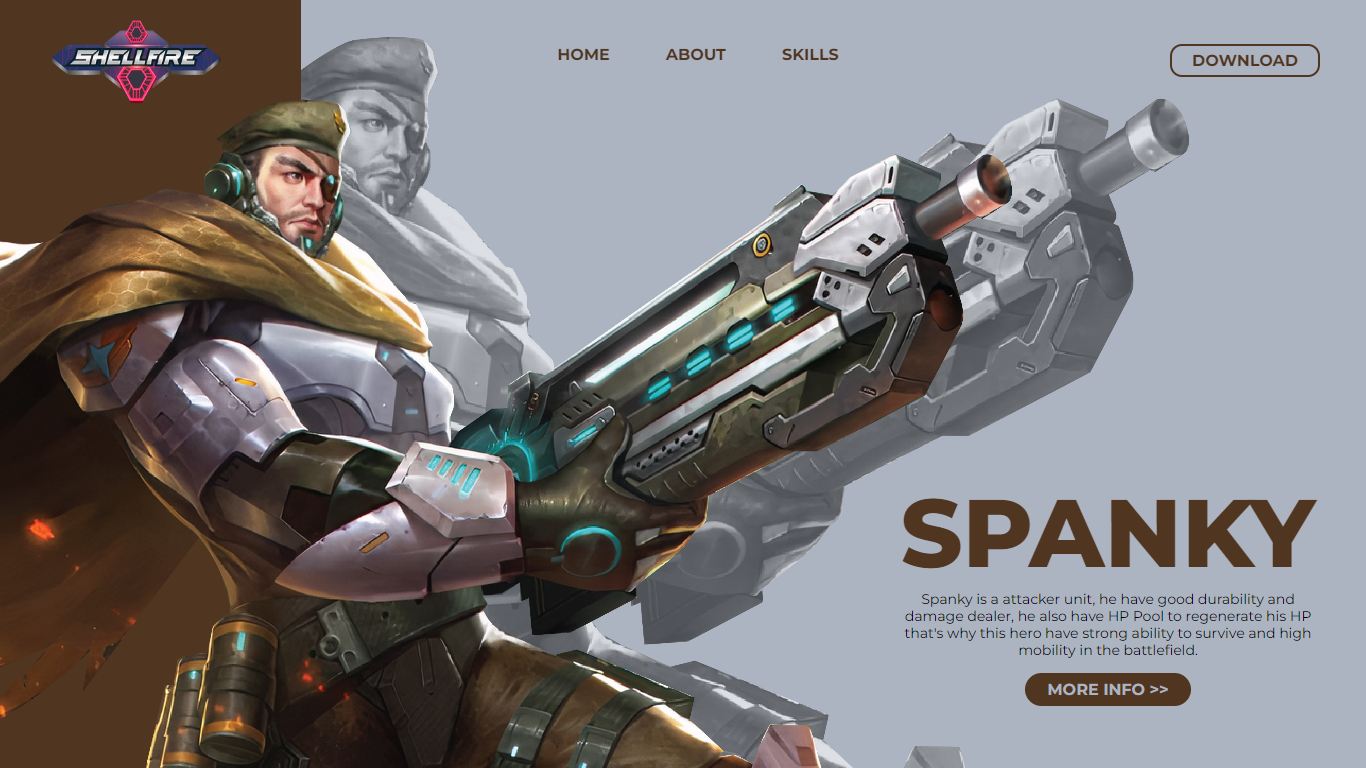 SHELLFIRE
HOME
ABOUT
SKILLS
DOWNLOAD
SPANKY
Spanky is a attacker unit, he have good durability and
damage dealer, he also have HP Pool to regenerate his HP
that's why this hero have strong ability to survive and high
mobility in the battlefield.
MORE INFO >>